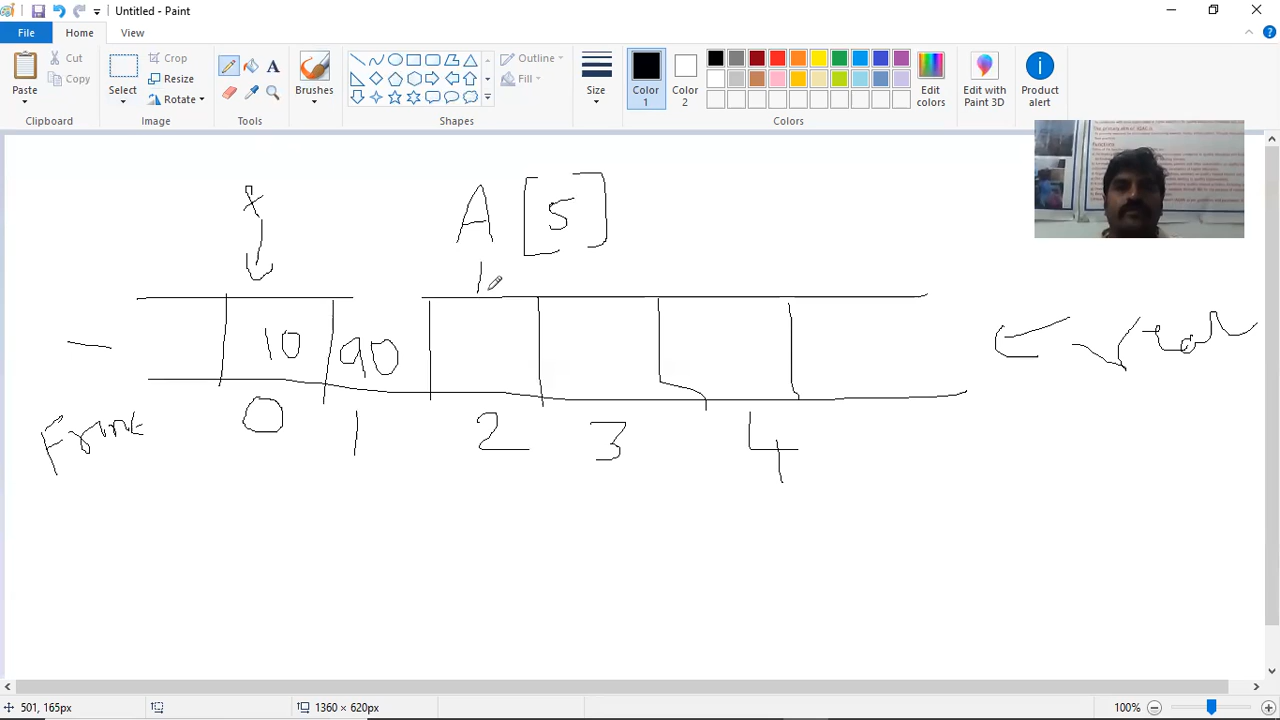 Untitled - Paint
File
Home
View
Paste
Cut
Copy
Clipboard
Select
Crop
Resize
Rotate
Image
Tools
Brushes
Shapes
Outline
Fill
Size
Color 1
Color 2
Colors
Edit colors
Edit with Paint 3D
Product alert
A [5]
10 90
0 1 2 3 4
501, 165px
1360 × 620px
100%